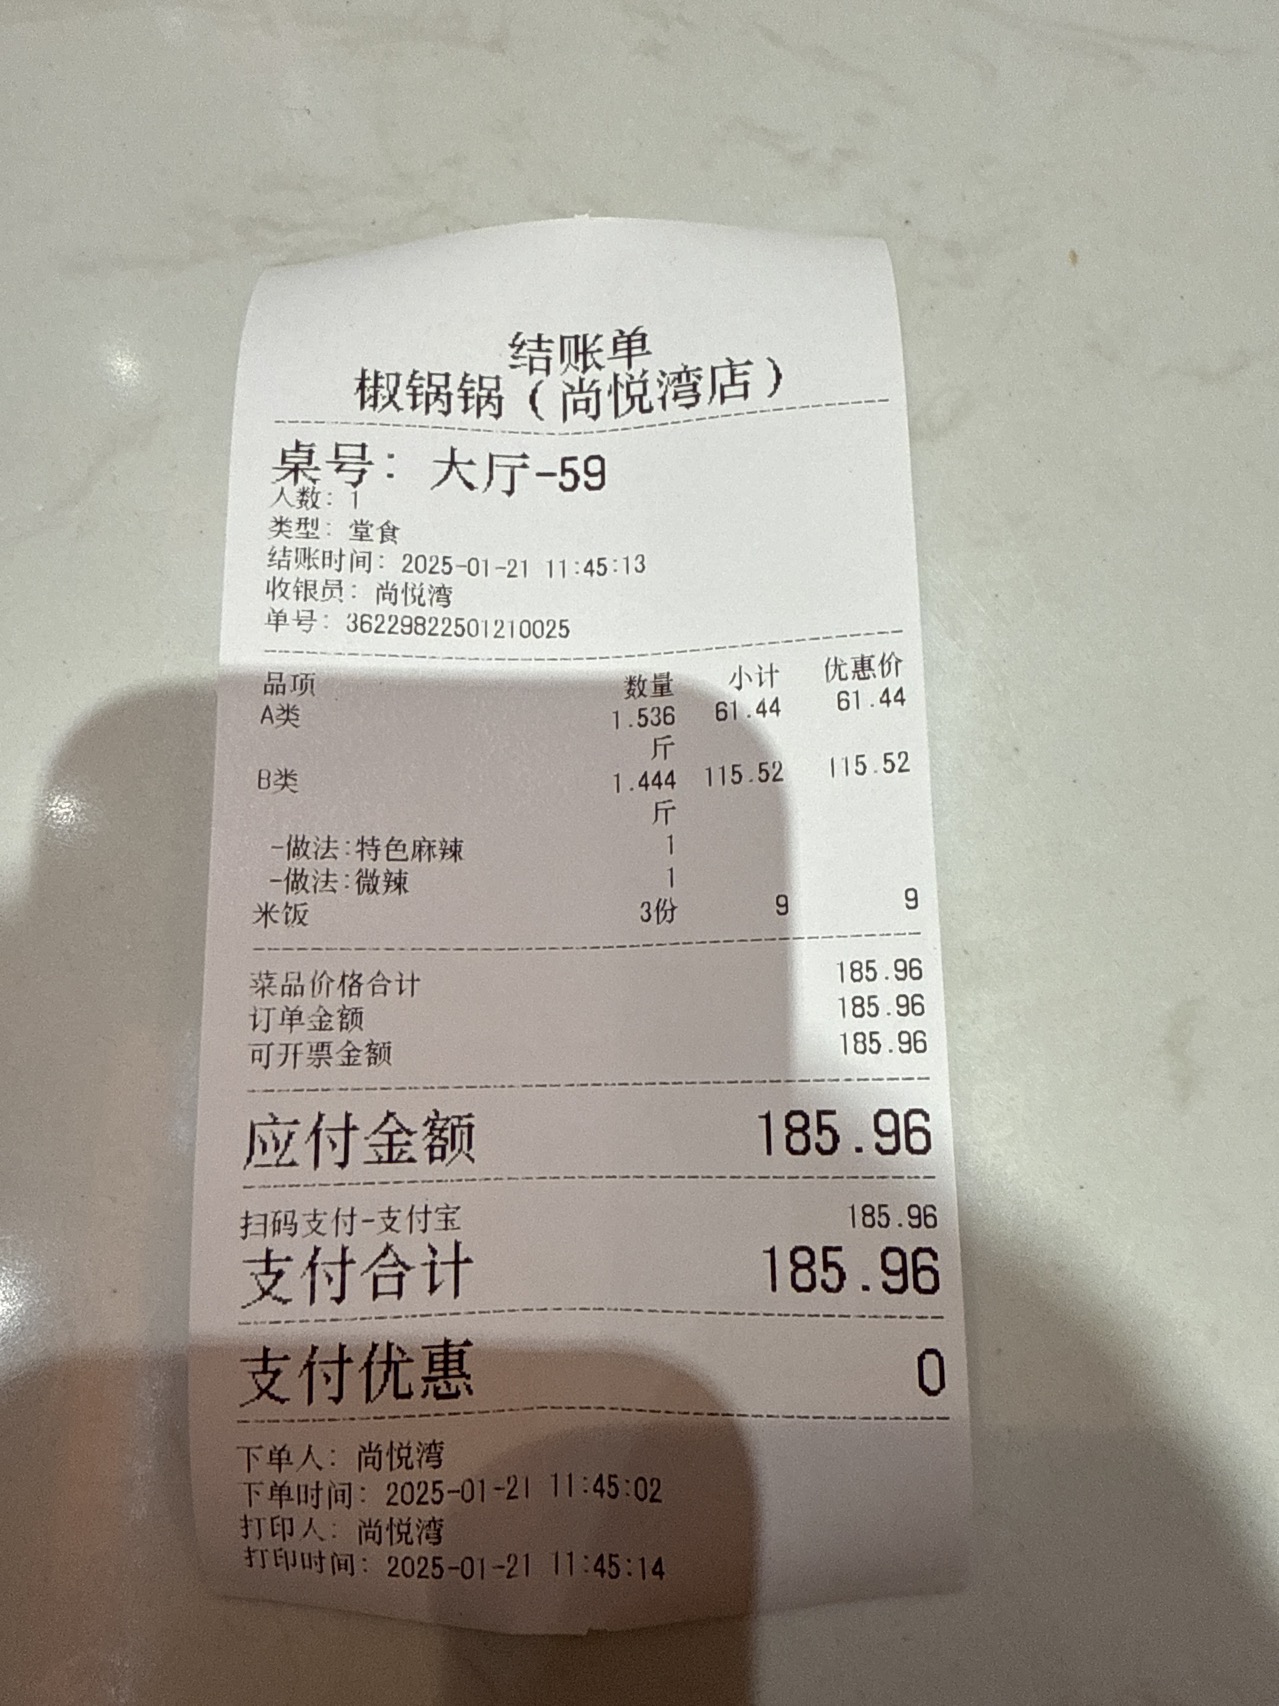 结账单
椒锅锅（尚悦湾店）
桌号：大厅-59
人数：1
类型：堂食
结账时间：2025-01-21 11:45:13
收银员：尚悦湾
单号：36229822501210025
品项 数量 小计 优惠价
A类 1.536 61.44 61.44
斤
B类 1.444 115.52 115.52
斤
-做法:特色麻辣 1
-做法:微辣 1
米饭 3份 9 9
菜品价格合计 185.96
订单金额 185.96
可开票金额 185.96
应付金额 185.96
扫码支付-支付宝 185.96
支付合计 185.96
支付优惠 0
下单人：尚悦湾
下单时间：2025-01-21 11:45:02
打印人：尚悦湾
打印时间：2025-01-21 11:45:14